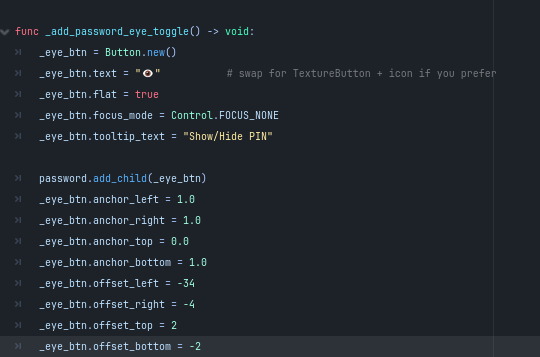 func _add_password_eye_toggle() -> void:
_eye_btn = Button.new()
_eye_btn.text = "👁" # swap for TextureButton + icon if you prefer
_eye_btn.flat = true
_eye_btn.focus_mode = Control.FOCUS_NONE
_eye_btn.tooltip_text = "Show/Hide PIN"
password.add_child(_eye_btn)
_eye_btn.anchor_left = 1.0
_eye_btn.anchor_right = 1.0
_eye_btn.anchor_top = 0.0
_eye_btn.anchor_bottom = 1.0
_eye_btn.offset_left = -34
_eye_btn.offset_right = -4
_eye_btn.offset_top = 2
_eye_btn.offset_bottom = -2